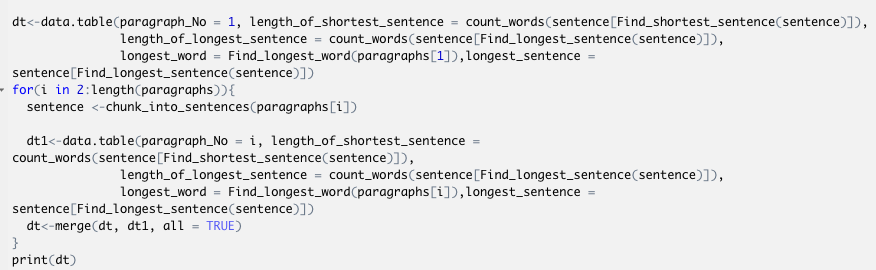 dt<-data.table(paragraph_No = 1, length_of_shortest_sentence = count_words(sentence[Find_shortest_sentence(sentence)]),
length_of_longest_sentence = count_words(sentence[Find_longest_sentence(sentence)]),
longest_word = Find_longest_word(paragraphs[1]),longest_sentence =
sentence[Find_longest_sentence(sentence)])
for(i in 2:length(paragraphs)){
sentence <-chunk_into_sentences(paragraphs[i])
dt1<-data.table(paragraph_No = i, length_of_shortest_sentence =
count_words(sentence[Find_shortest_sentence(sentence)]),
length_of_longest_sentence = count_words(sentence[Find_longest_sentence(sentence)]),
longest_word = Find_longest_word(paragraphs[i]),longest_sentence =
sentence[Find_longest_sentence(sentence)])
dt<-merge(dt, dt1, all = TRUE)
}
print(dt)